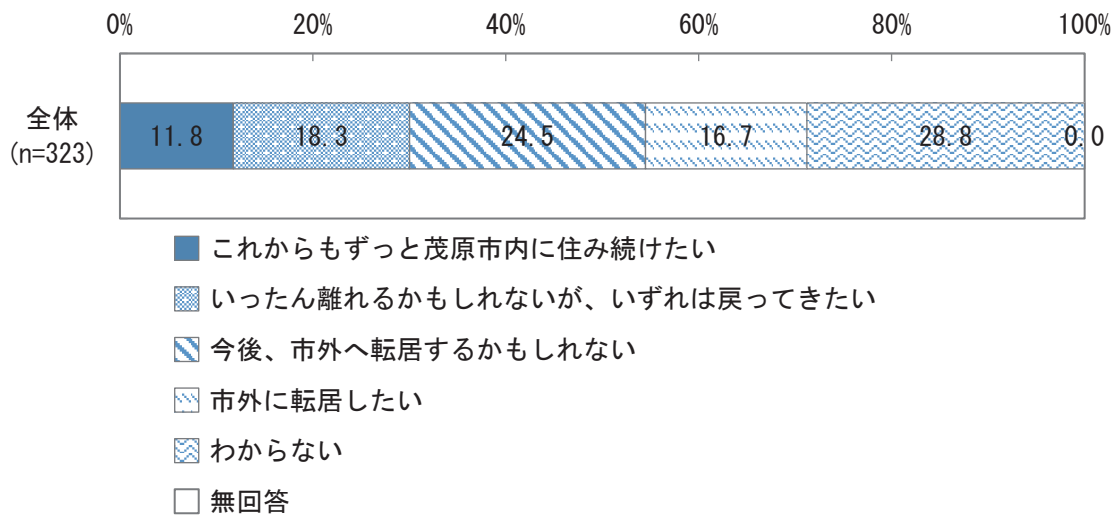 0% 20% 40% 60% 80% 100%
全体
(n=323)
11.8 18.3 24.5 16.7 28.8 0.0
これからもずっと茂原市内に住み続けたい
いったん離れるかもしれないが、いずれは戻ってきたい
今後、市外へ転居するかもしれない
市外に転居したい
わからない
無回答